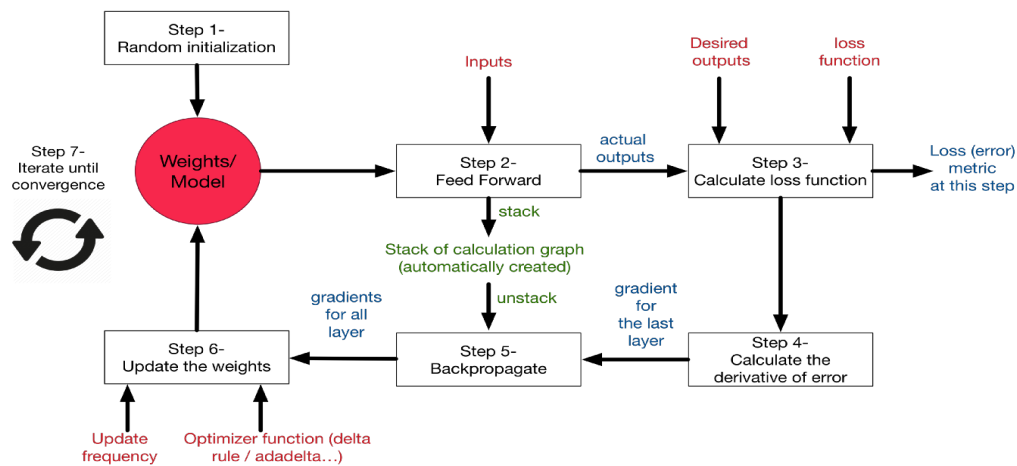 Step 1-
Random initialization
Inputs
Desired
outputs
loss
function
Step 7-
Iterate until
convergence
Weights/
Model
Step 2-
Feed Forward
actual
outputs
Step 3-
Calculate loss function
Loss (error)
metric
at this step
stack
Stack of calculation graph
(automatically created)
unstack
gradients
for all
layer
gradient
for
the last
layer
Step 6-
Update the weights
Step 5-
Backpropagate
Step 4-
Calculate the
derivative of error
Update
frequency
Optimizer function (delta
rule / adadelta…)